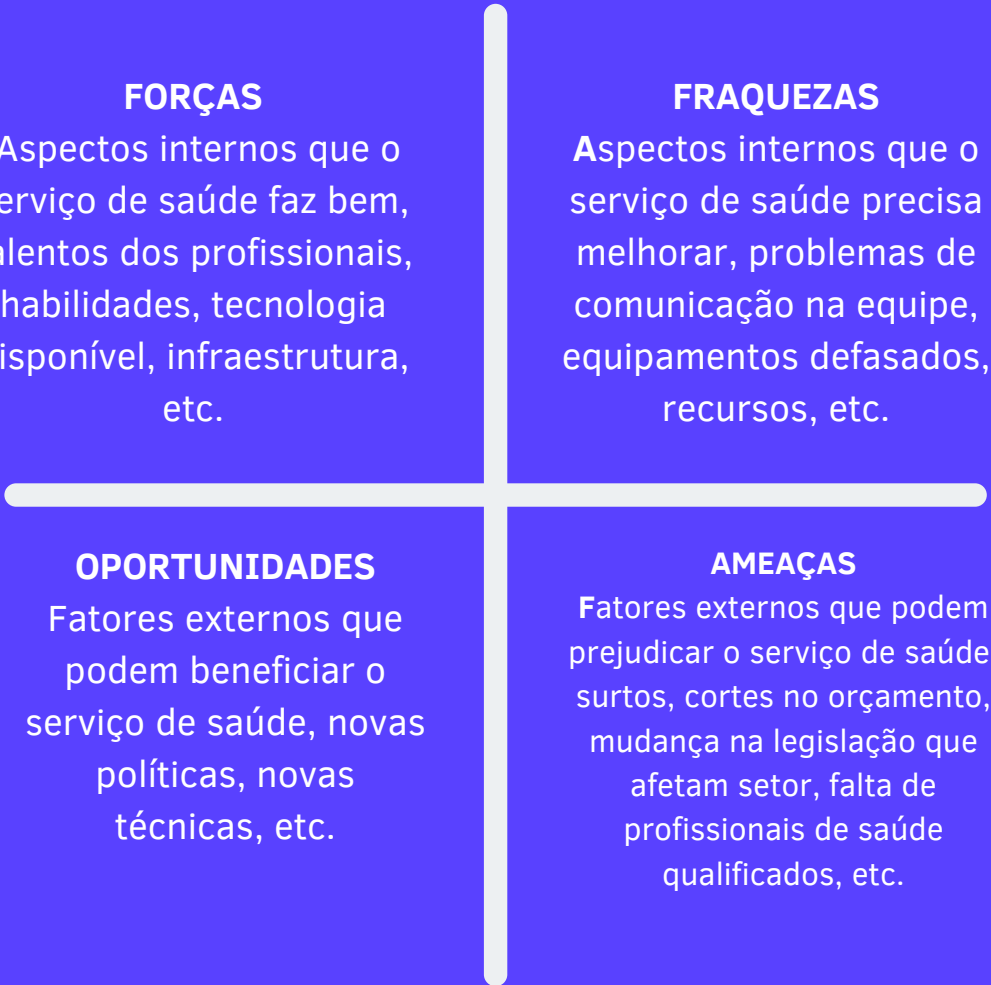 FORÇAS
Aspectos internos que o
erviço de saúde faz bem,
alentos dos profissionais,
habilidades, tecnologia
isponível, infraestrutura,
etc.
FRAQUEZAS
Aspectos internos que o
serviço de saúde precisa
melhorar, problemas de
comunicação na equipe,
equipamentos defasados,
recursos, etc.
OPORTUNIDADES
Fatores externos que
podem beneficiar o
serviço de saúde, novas
políticas, novas
técnicas, etc.
AMEAÇAS
Fatores externos que podem
prejudicar o serviço de saúde
surtos, cortes no orçamento,
mudança na legislação que
afetam setor, falta de
profissionais de saúde
qualificados, etc.